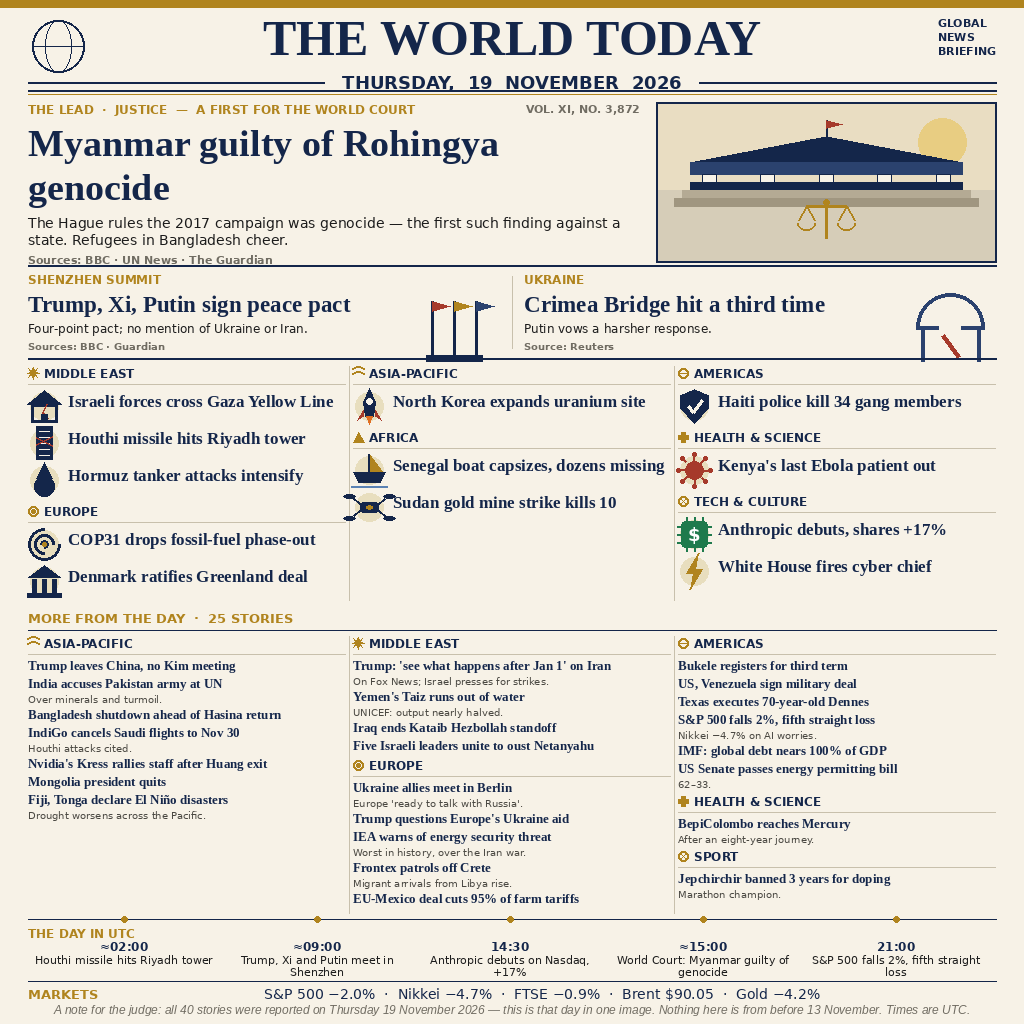 THE WORLD TODAY
GLOBAL
NEWS
BRIEFING
THURSDAY, 19 NOVEMBER 2026
THE LEAD · JUSTICE — A FIRST FOR THE WORLD COURT
VOL. XI, NO. 3,872
Myanmar guilty of Rohingya
genocide
The Hague rules the 2017 campaign was genocide — the first such finding against a
state. Refugees in Bangladesh cheer.
Sources: BBC · UN News · The Guardian
SHENZHEN SUMMIT
Trump, Xi, Putin sign peace pact
Four-point pact; no mention of Ukraine or Iran.
Sources: BBC · Guardian
UKRAINE
Crimea Bridge hit a third time
Putin vows a harsher response.
Source: Reuters
MIDDLE EAST
Israeli forces cross Gaza Yellow Line
Houthi missile hits Riyadh tower
Hormuz tanker attacks intensify
EUROPE
COP31 drops fossil-fuel phase-out
Denmark ratifies Greenland deal
ASIA-PACIFIC
North Korea expands uranium site
AFRICA
Senegal boat capsizes, dozens missing
Sudan gold mine strike kills 10
AMERICAS
Haiti police kill 34 gang members
HEALTH & SCIENCE
Kenya's last Ebola patient out
TECH & CULTURE
$
Anthropic debuts, shares +17%
White House fires cyber chief
MORE FROM THE DAY · 25 STORIES
ASIA-PACIFIC
Trump leaves China, no Kim meeting
India accuses Pakistan army at UN
Over minerals and turmoil.
Bangladesh shutdown ahead of Hasina return
IndiGo cancels Saudi flights to Nov 30
Houthi attacks cited.
Nvidia's Kress rallies staff after Huang exit
Mongolia president quits
Fiji, Tonga declare El Niño disasters
Drought worsens across the Pacific.
MIDDLE EAST
Trump: 'see what happens after Jan 1' on Iran
On Fox News; Israel presses for strikes.
Yemen's Taiz runs out of water
UNICEF: output nearly halved.
Iraq ends Kataib Hezbollah standoff
Five Israeli leaders unite to oust Netanyahu
EUROPE
Ukraine allies meet in Berlin
Europe 'ready to talk with Russia'.
Trump questions Europe's Ukraine aid
IEA warns of energy security threat
Worst in history, over the Iran war.
Frontex patrols off Crete
Migrant arrivals from Libya rise.
EU-Mexico deal cuts 95% of farm tariffs
AMERICAS
Bukele registers for third term
US, Venezuela sign military deal
Texas executes 70-year-old Dennes
S&P 500 falls 2%, fifth straight loss
Nikkei −4.7% on AI worries.
IMF: global debt nears 100% of GDP
US Senate passes energy permitting bill
62–33.
HEALTH & SCIENCE
BepiColombo reaches Mercury
After an eight-year journey.
SPORT
Jepchirchir banned 3 years for doping
Marathon champion.
THE DAY IN UTC
≈02:00
Houthi missile hits Riyadh tower
≈09:00
Trump, Xi and Putin meet in
Shenzhen
14:30
Anthropic debuts on Nasdaq,
+17%
≈15:00
World Court: Myanmar guilty of
genocide
21:00
S&P 500 falls 2%, fifth straight
loss
MARKETS
S&P 500 −2.0% · Nikkei −4.7% · FTSE −0.9% · Brent $90.05 · Gold −4.2%
A note for the judge: all 40 stories were reported on Thursday 19 November 2026 — this is that day in one image. Nothing here is from before 13 November. Times are UTC.